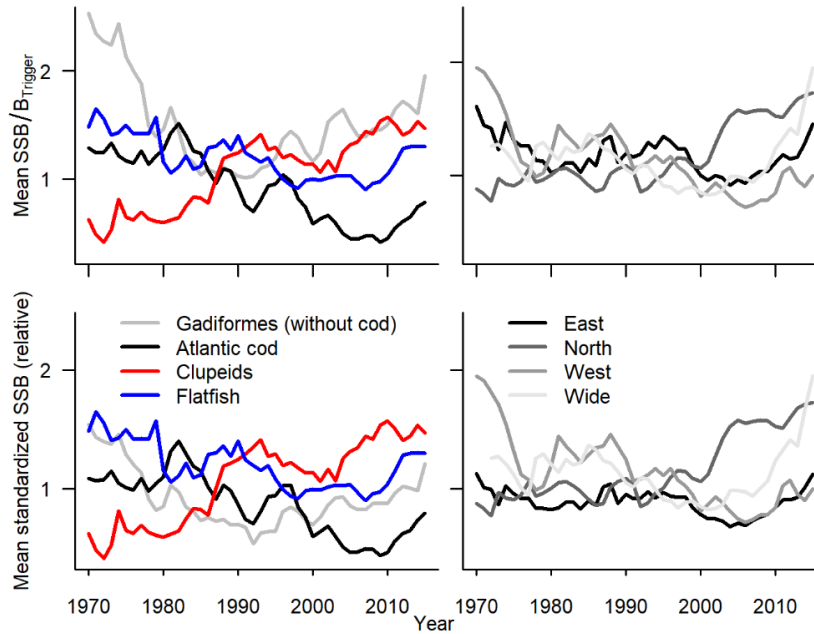 Mean SSB/B_Trigger
2
1
Mean standardized SSB (relative)
2
1
Gadiformes (without cod)
Atlantic cod
Clupeids
Flatfish
East
North
West
Wide
1970 1980 1990 2000 2010 1970 1980 1990 2000 2010
Year